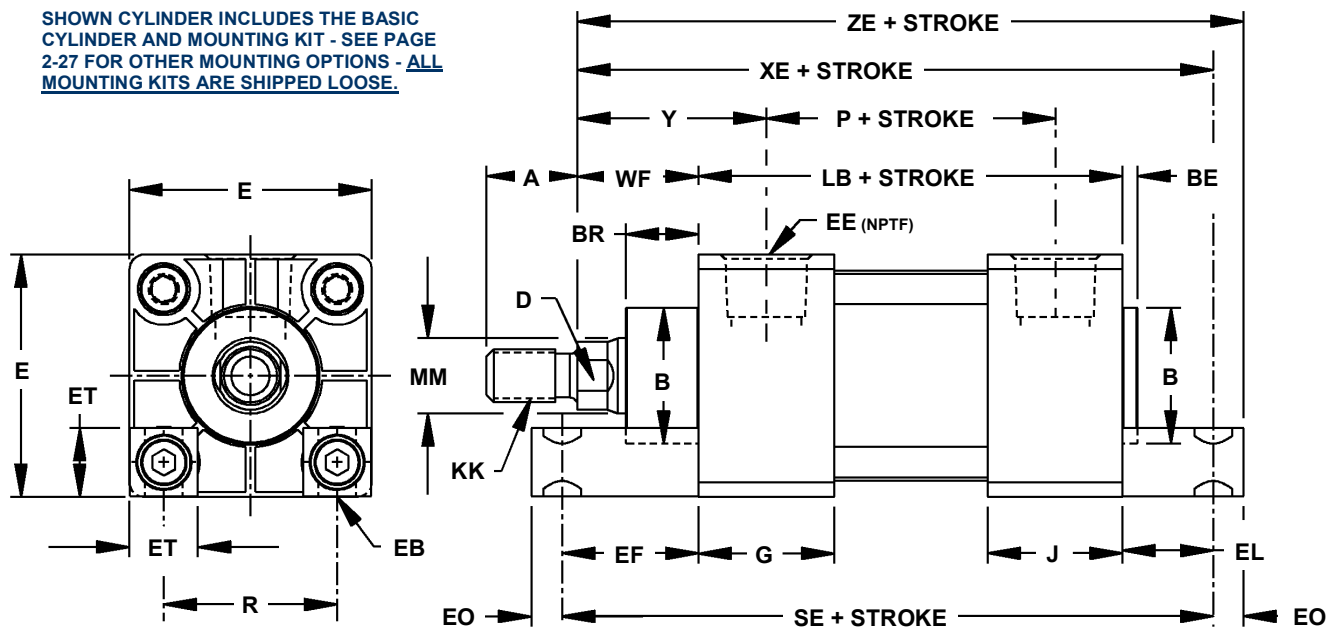 SHOWN CYLINDER INCLUDES THE BASIC
CYLINDER AND MOUNTING KIT - SEE PAGE
2-27 FOR OTHER MOUNTING OPTIONS - ALL
MOUNTING KITS ARE SHIPPED LOOSE.
ZE + STROKE
XE + STROKE
Y
P + STROKE
A
WF
LB + STROKE
BE
E
BR
EE (NPTF)
D
E
MM
B
B
ET
KK
ET
EB
EF
G
J
EL
R
EO
SE + STROKE
EO